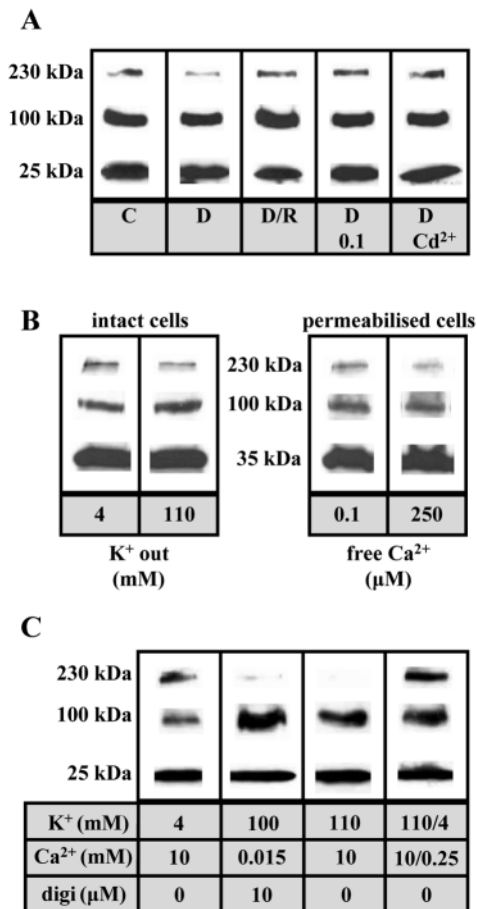 A
230 kDa
100 kDa
25 kDa
C D D/R D D
0.1 Cd²⁺
B
intact cells permeabilised cells
230 kDa
100 kDa
35 kDa
4 110 0.1 250
K⁺ out free Ca²⁺
(mM) (μM)
C
230 kDa
100 kDa
25 kDa
K⁺ (mM) 4 100 110 110/4
Ca²⁺ (mM) 10 0.015 10 10/0.25
digi (μM) 0 10 0 0